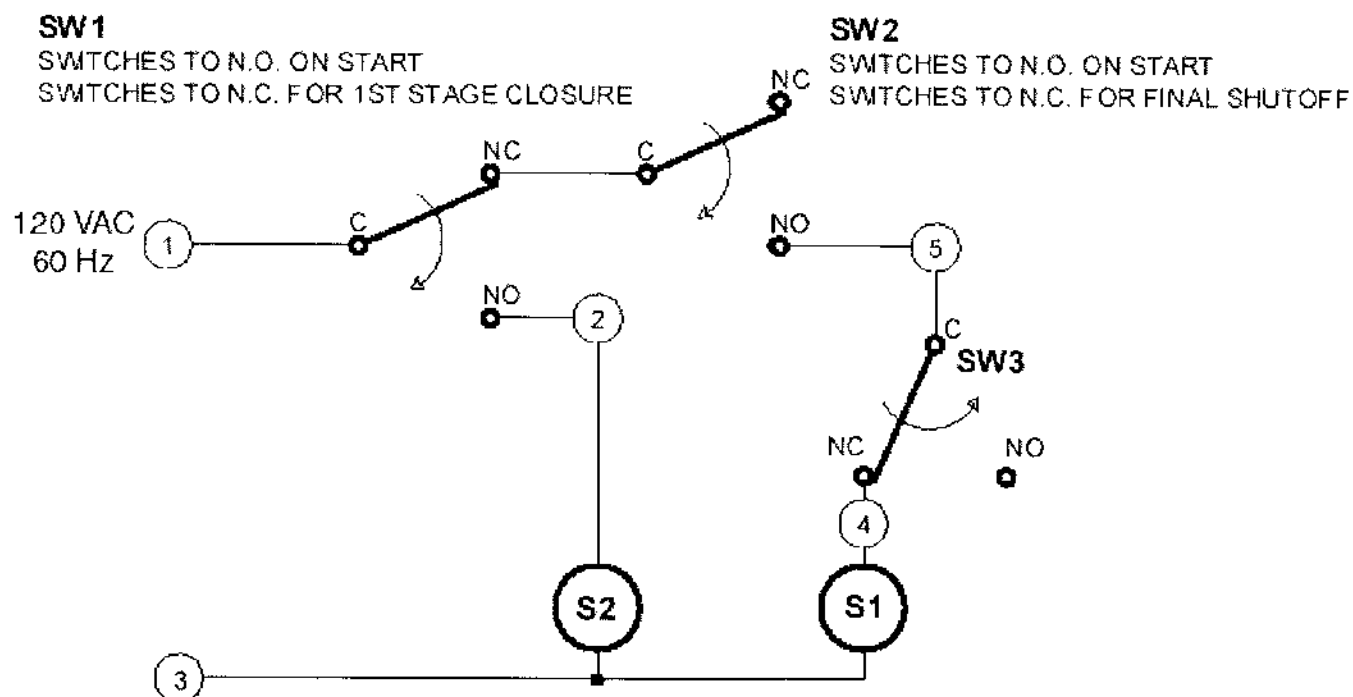 SW1
SWITCHES TO N.O. ON START
SWITCHES TO N.C. FOR 1ST STAGE CLOSURE
SW2
SWITCHES TO N.O. ON START
SWITCHES TO N.C. FOR FINAL SHUTOFF
NC
NC
C
C
120 VAC
60 Hz
1
NO
5
NO
2
C
SW3
NC
NO
4
S2
S1
3